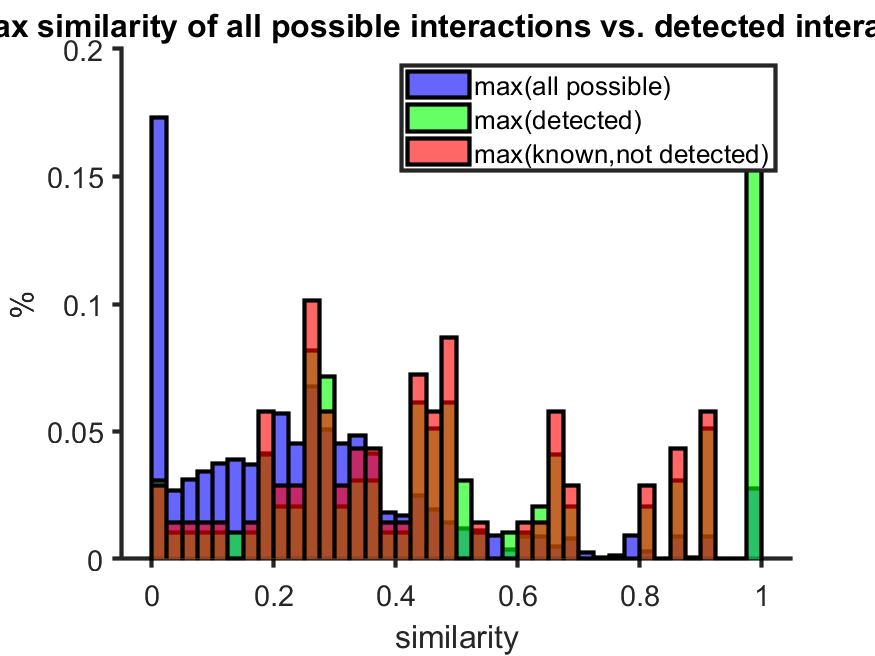 ax similarity of all possible interactions vs. detected intera
0.2
0.15
0.1
0.05
0
%
max(all possible)
max(detected)
max(known,not detected)
0 0.2 0.4 0.6 0.8 1
similarity